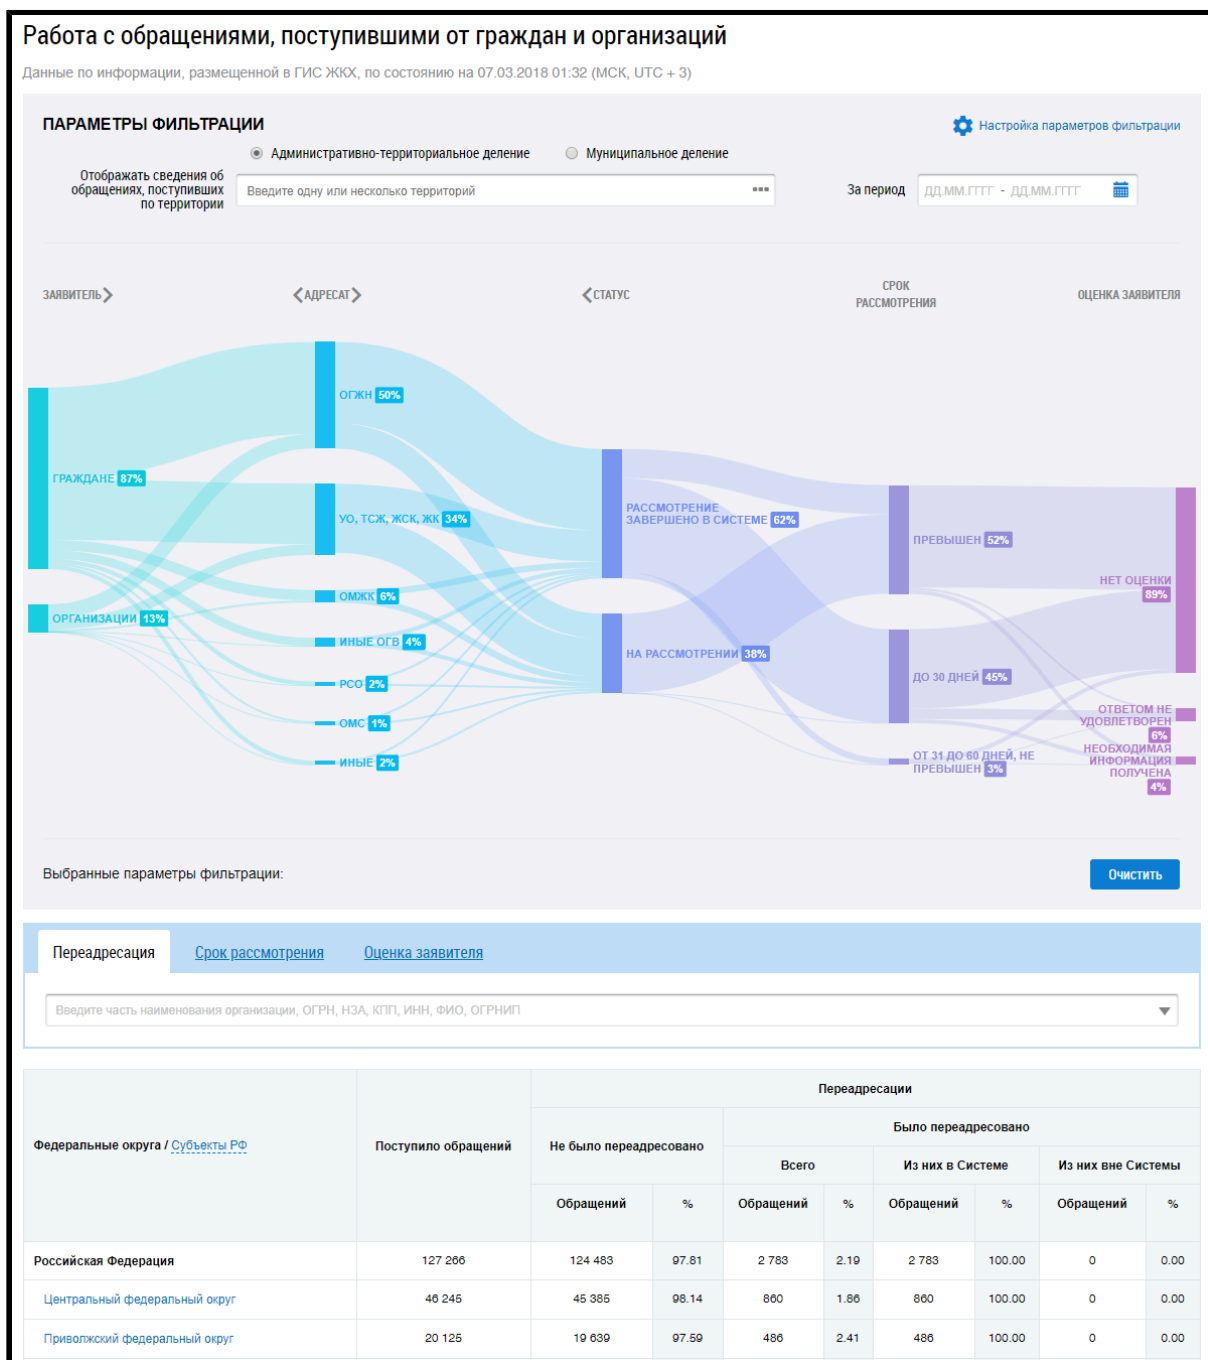 Работа с обращениями, поступившими от граждан и организаций
Данные по информации, размещенной в ГИС ЖКХ, по состоянию на 07.03.2018 01:32 (МСК, UTC + 3)
ПАРАМЕТРЫ ФИЛЬТРАЦИИ
Настройка параметров фильтрации
Административно-территориальное деление
Муниципальное деление
Отображать сведения об
обращениях, поступивших
по территории
Введите одну или несколько территорий
За период
ДД.ММ.ГГГГ - ДД.ММ.ГГГГ
ЗАЯВИТЕЛЬ
АДРЕСАТ
СТАТУС
СРОК
РАССМОТРЕНИЯ
ОЦЕНКА ЗАЯВИТЕЛЯ
ГРАЖДАНЕ 87%
ОРГАНИЗАЦИИ 13%
ОГЖН 50%
УО, ТСЖ, ЖСК, ЖК 34%
ОМЖК 6%
ИНЫЕ ОГВ 4%
РСО 2%
ОМС 1%
ИНЫЕ 2%
РАССМОТРЕНИЕ
ЗАВЕРШЕНО В СИСТЕМЕ 62%
НА РАССМОТРЕНИИ 38%
ПРЕВЫШЕН 52%
ДО 30 ДНЕЙ 45%
ОТ 31 ДО 60 ДНЕЙ, НЕ
ПРЕВЫШЕН 3%
НЕТ ОЦЕНКИ
89%
ОТВЕТОМ НЕ
УДОВЛЕТВОРЕН
6%
НЕОБХОДИМАЯ
ИНФОРМАЦИЯ
ПОЛУЧЕНА
4%
Выбранные параметры фильтрации:
Очистить
Переадресация
Срок рассмотрения
Оценка заявителя
Введите часть наименования организации, ОГРН, НЗА, КПП, ИНН, ФИО, ОГРНИП
Переадресации
Федеральные округа / Субъекты РФ
Поступило обращений
Не было переадресовано
Было переадресовано
Всего
Из них в Системе
Из них вне Системы
Обращений % Обращений % Обращений % Обращений %
Российская Федерация 127 266 124 483 97.81 2 783 2.19 2 783 100.00 0 0.00
Центральный федеральный округ 46 245 45 385 98.14 860 1.86 860 100.00 0 0.00
Приволжский федеральный округ 20 125 19 639 97.59 486 2.41 486 100.00 0 0.00